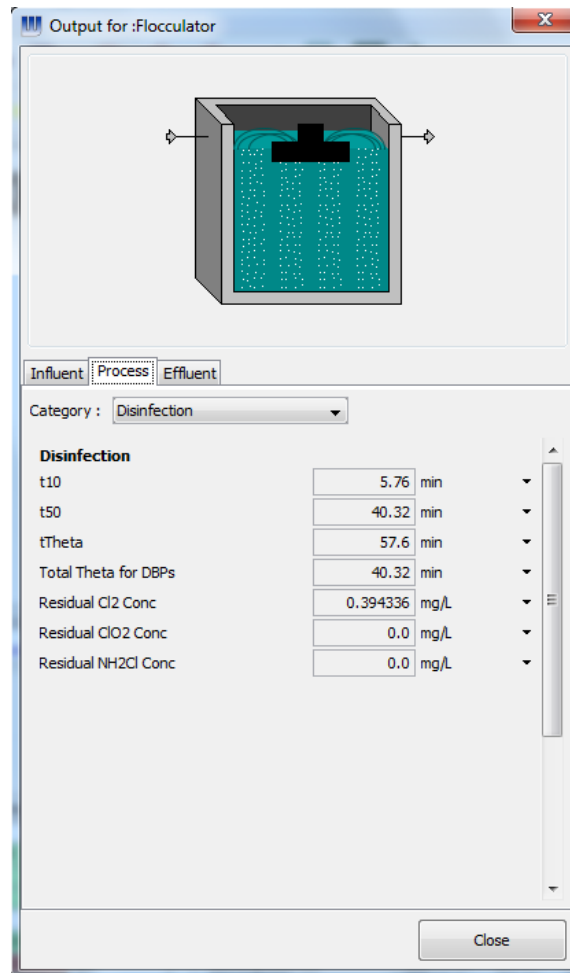 Output for :Flocculator
Influent Process Effluent
Category : Disinfection
Disinfection
t10 5.76 min
t50 40.32 min
tTheta 57.6 min
Total Theta for DBPs 40.32 min
Residual Cl2 Conc 0.394336 mg/L
Residual ClO2 Conc 0.0 mg/L
Residual NH2Cl Conc 0.0 mg/L
Close